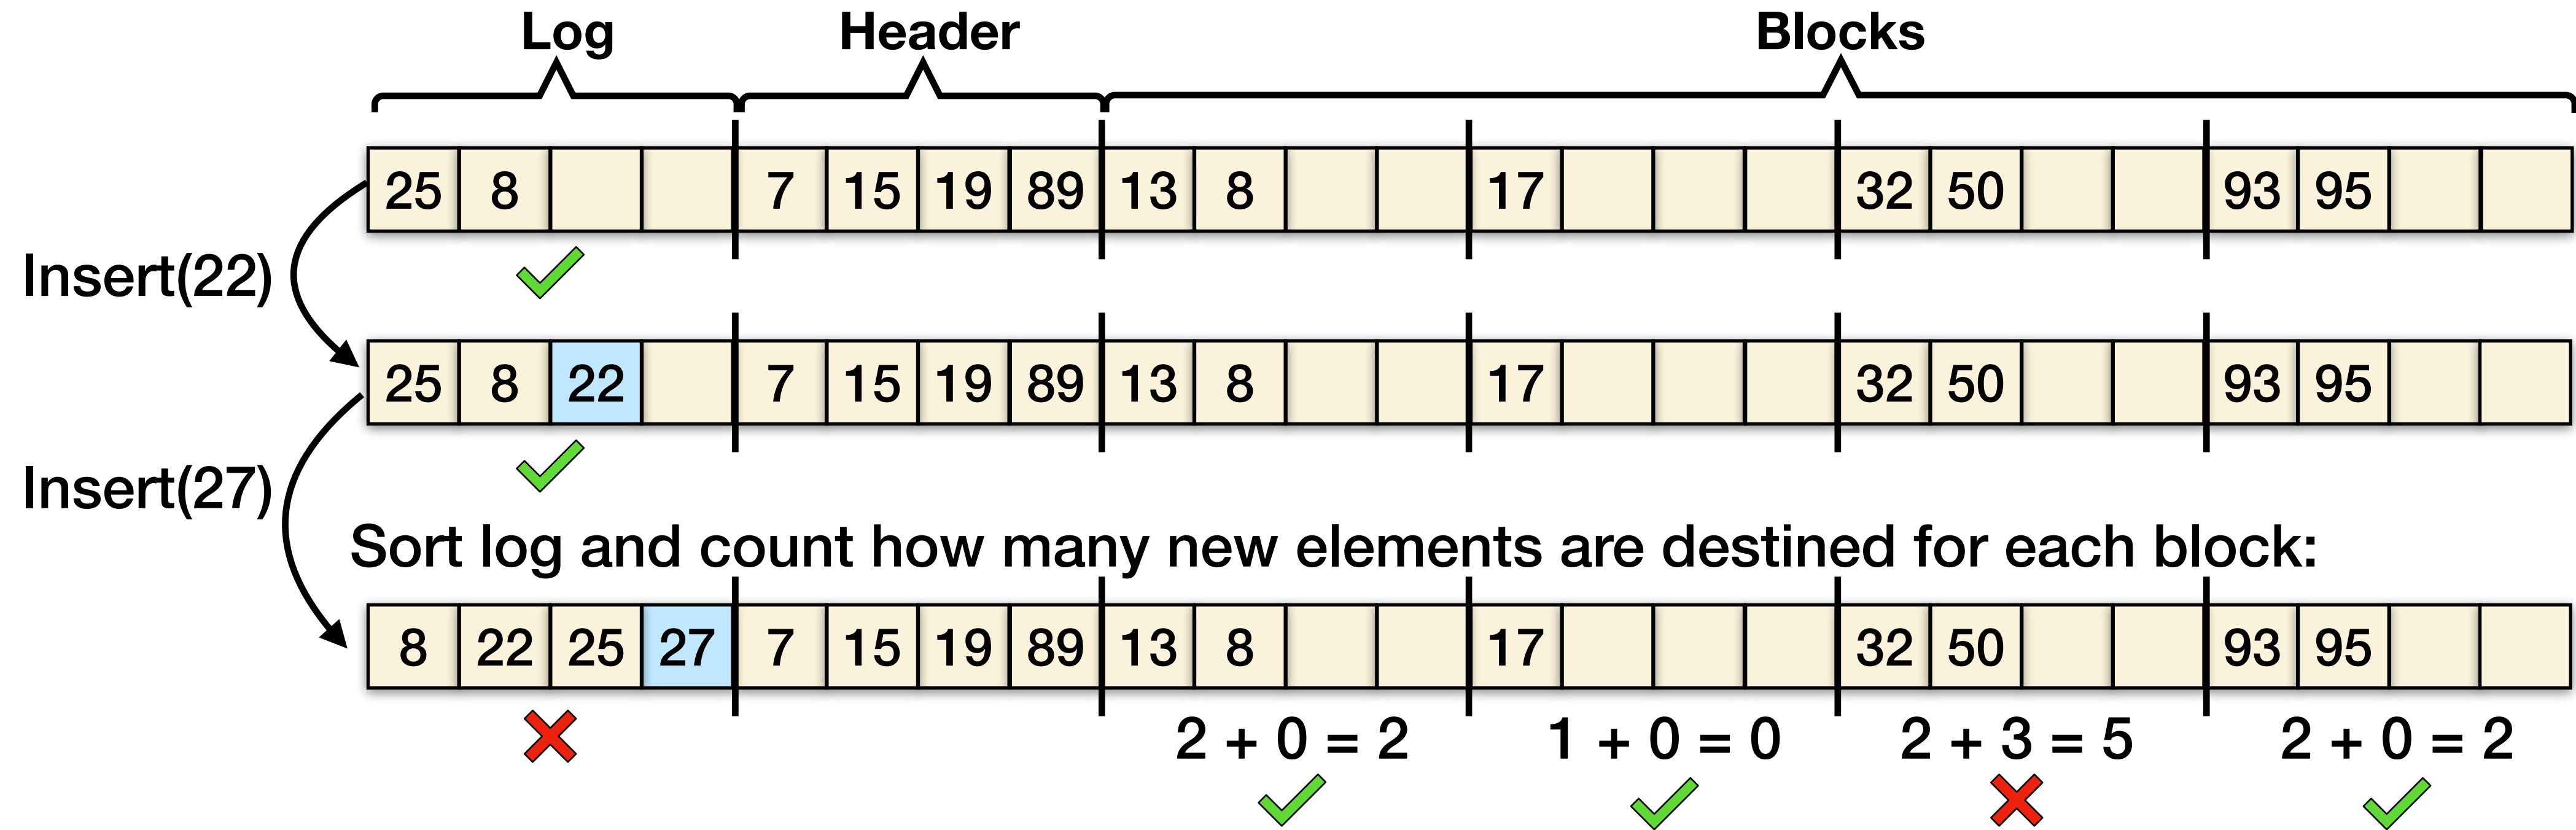 Log Header Blocks
25 8 7 15 19 89 13 8 17 32 50 93 95
Insert(22)
25 8 22 7 15 19 89 13 8 17 32 50 93 95
Insert(27)
Sort log and count how many new elements are destined for each block:
8 22 25 27 7 15 19 89 13 8 17 32 50 93 95
2 + 0 = 2 1 + 0 = 0 2 + 3 = 5 2 + 0 = 2